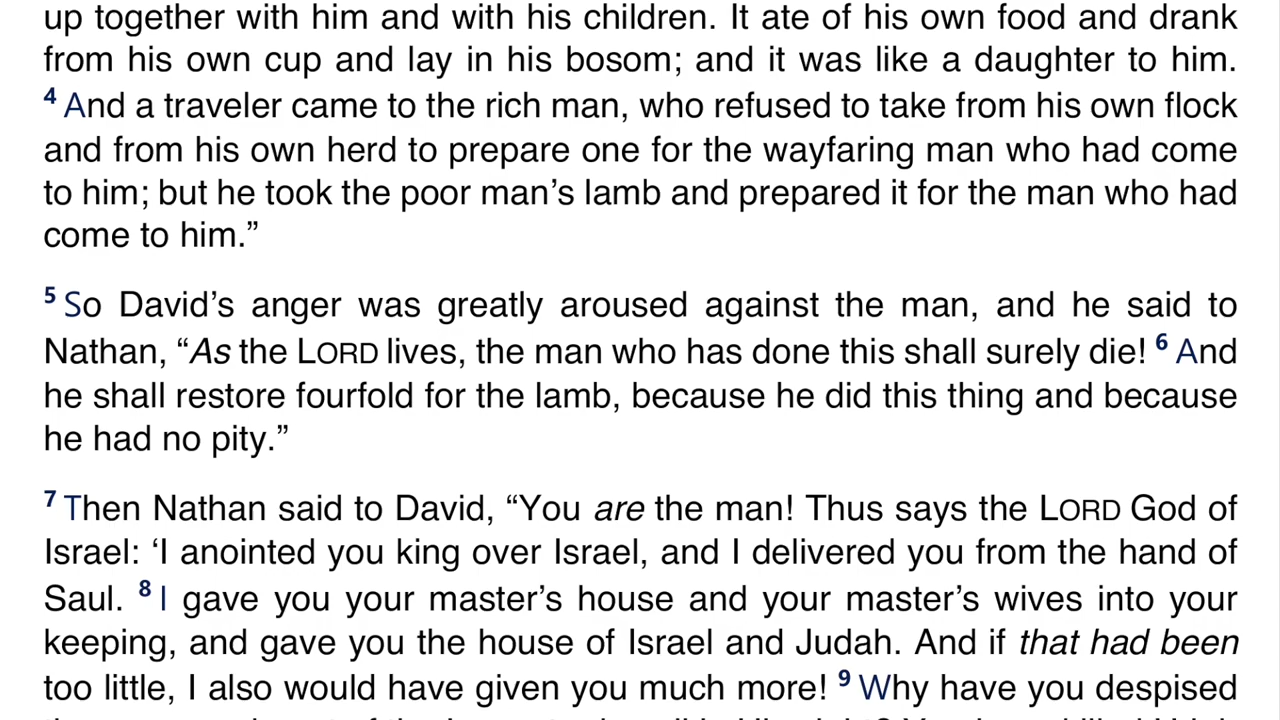 up together with him and with his children. It ate of his own food and drank
from his own cup and lay in his bosom; and it was like a daughter to him.
4 And a traveler came to the rich man, who refused to take from his own flock
and from his own herd to prepare one for the wayfaring man who had come
to him; but he took the poor man’s lamb and prepared it for the man who had
come to him.”
5 So David’s anger was greatly aroused against the man, and he said to
Nathan, “As the LORD lives, the man who has done this shall surely die! 6 And
he shall restore fourfold for the lamb, because he did this thing and because
he had no pity.”
7 Then Nathan said to David, “You are the man! Thus says the LORD God of
Israel: ‘I anointed you king over Israel, and I delivered you from the hand of
Saul. 8 I gave you your master’s house and your master’s wives into your
keeping, and gave you the house of Israel and Judah. And if that had been
too little, I also would have given you much more! 9 Why have you despised